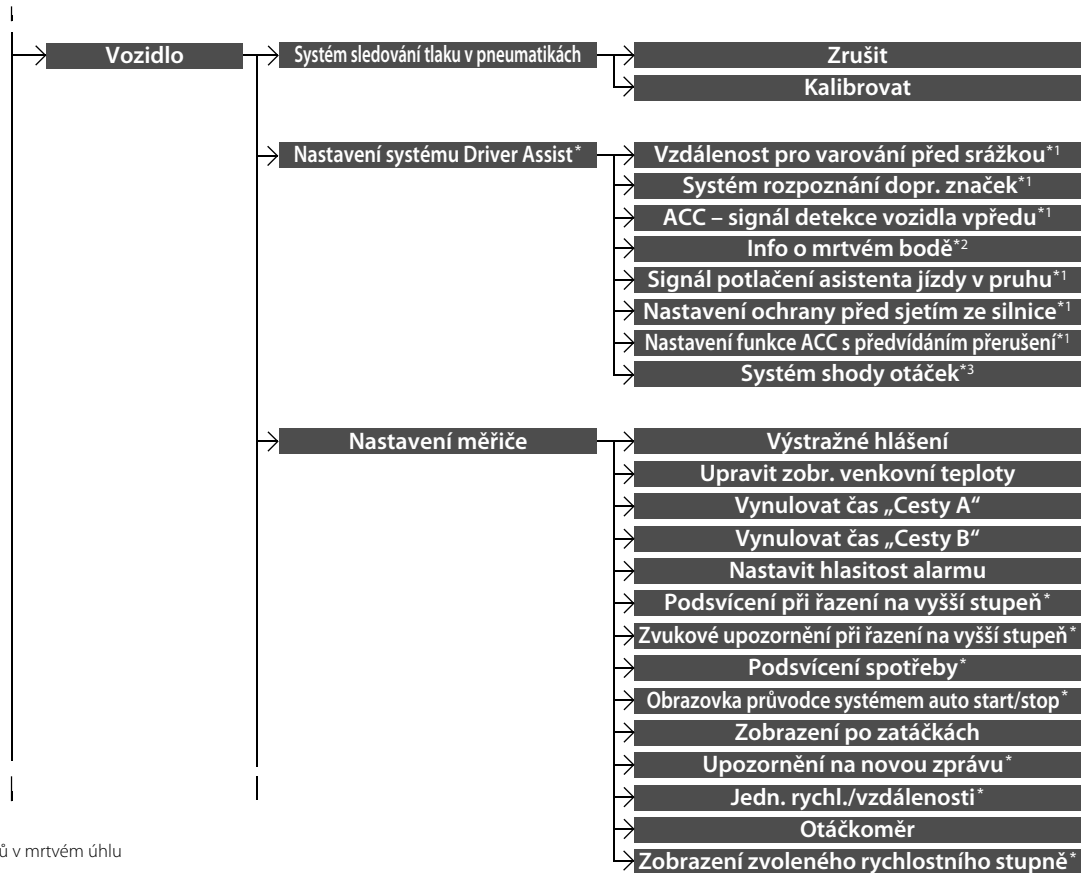 Vozidlo
Systém sledování tlaku v pneumatikách
Zrušit
Kalibrovat
Nastavení systému Driver Assist*
Vzdálenost pro varování před srážkou*1
Systém rozpoznání dopr. značek*1
ACC – signál detekce vozidla vpředu*1
Info o mrtvém bodě*2
Signál potlačení asistenta jízdy v pruhu*1
Nastavení ochrany před sjetím ze silnice*1
Nastavení funkce ACC s předvídáním přerušení*1
Systém shody otáček*3
Nastavení měřiče
Výstražné hlášení
Upravit zobr. venkovní teploty
Vynulovat čas „Cesty A“
Vynulovat čas „Cesty B“
Nastavit hlasitost alarmu
Podsvícení při řazení na vyšší stupeň*
Zvukové upozornění při řazení na vyšší stupeň*
Podsvícení spotřeby*
Obrazovka průvodce systémem auto start/stop*
Zobrazení po zatáčkách
Upozornění na novou zprávu*
Jedn. rychl./vzdálenosti*
Otáčkoměr
Zobrazení zvoleného rychlostního stupně*
ů v mrtvém úhlu